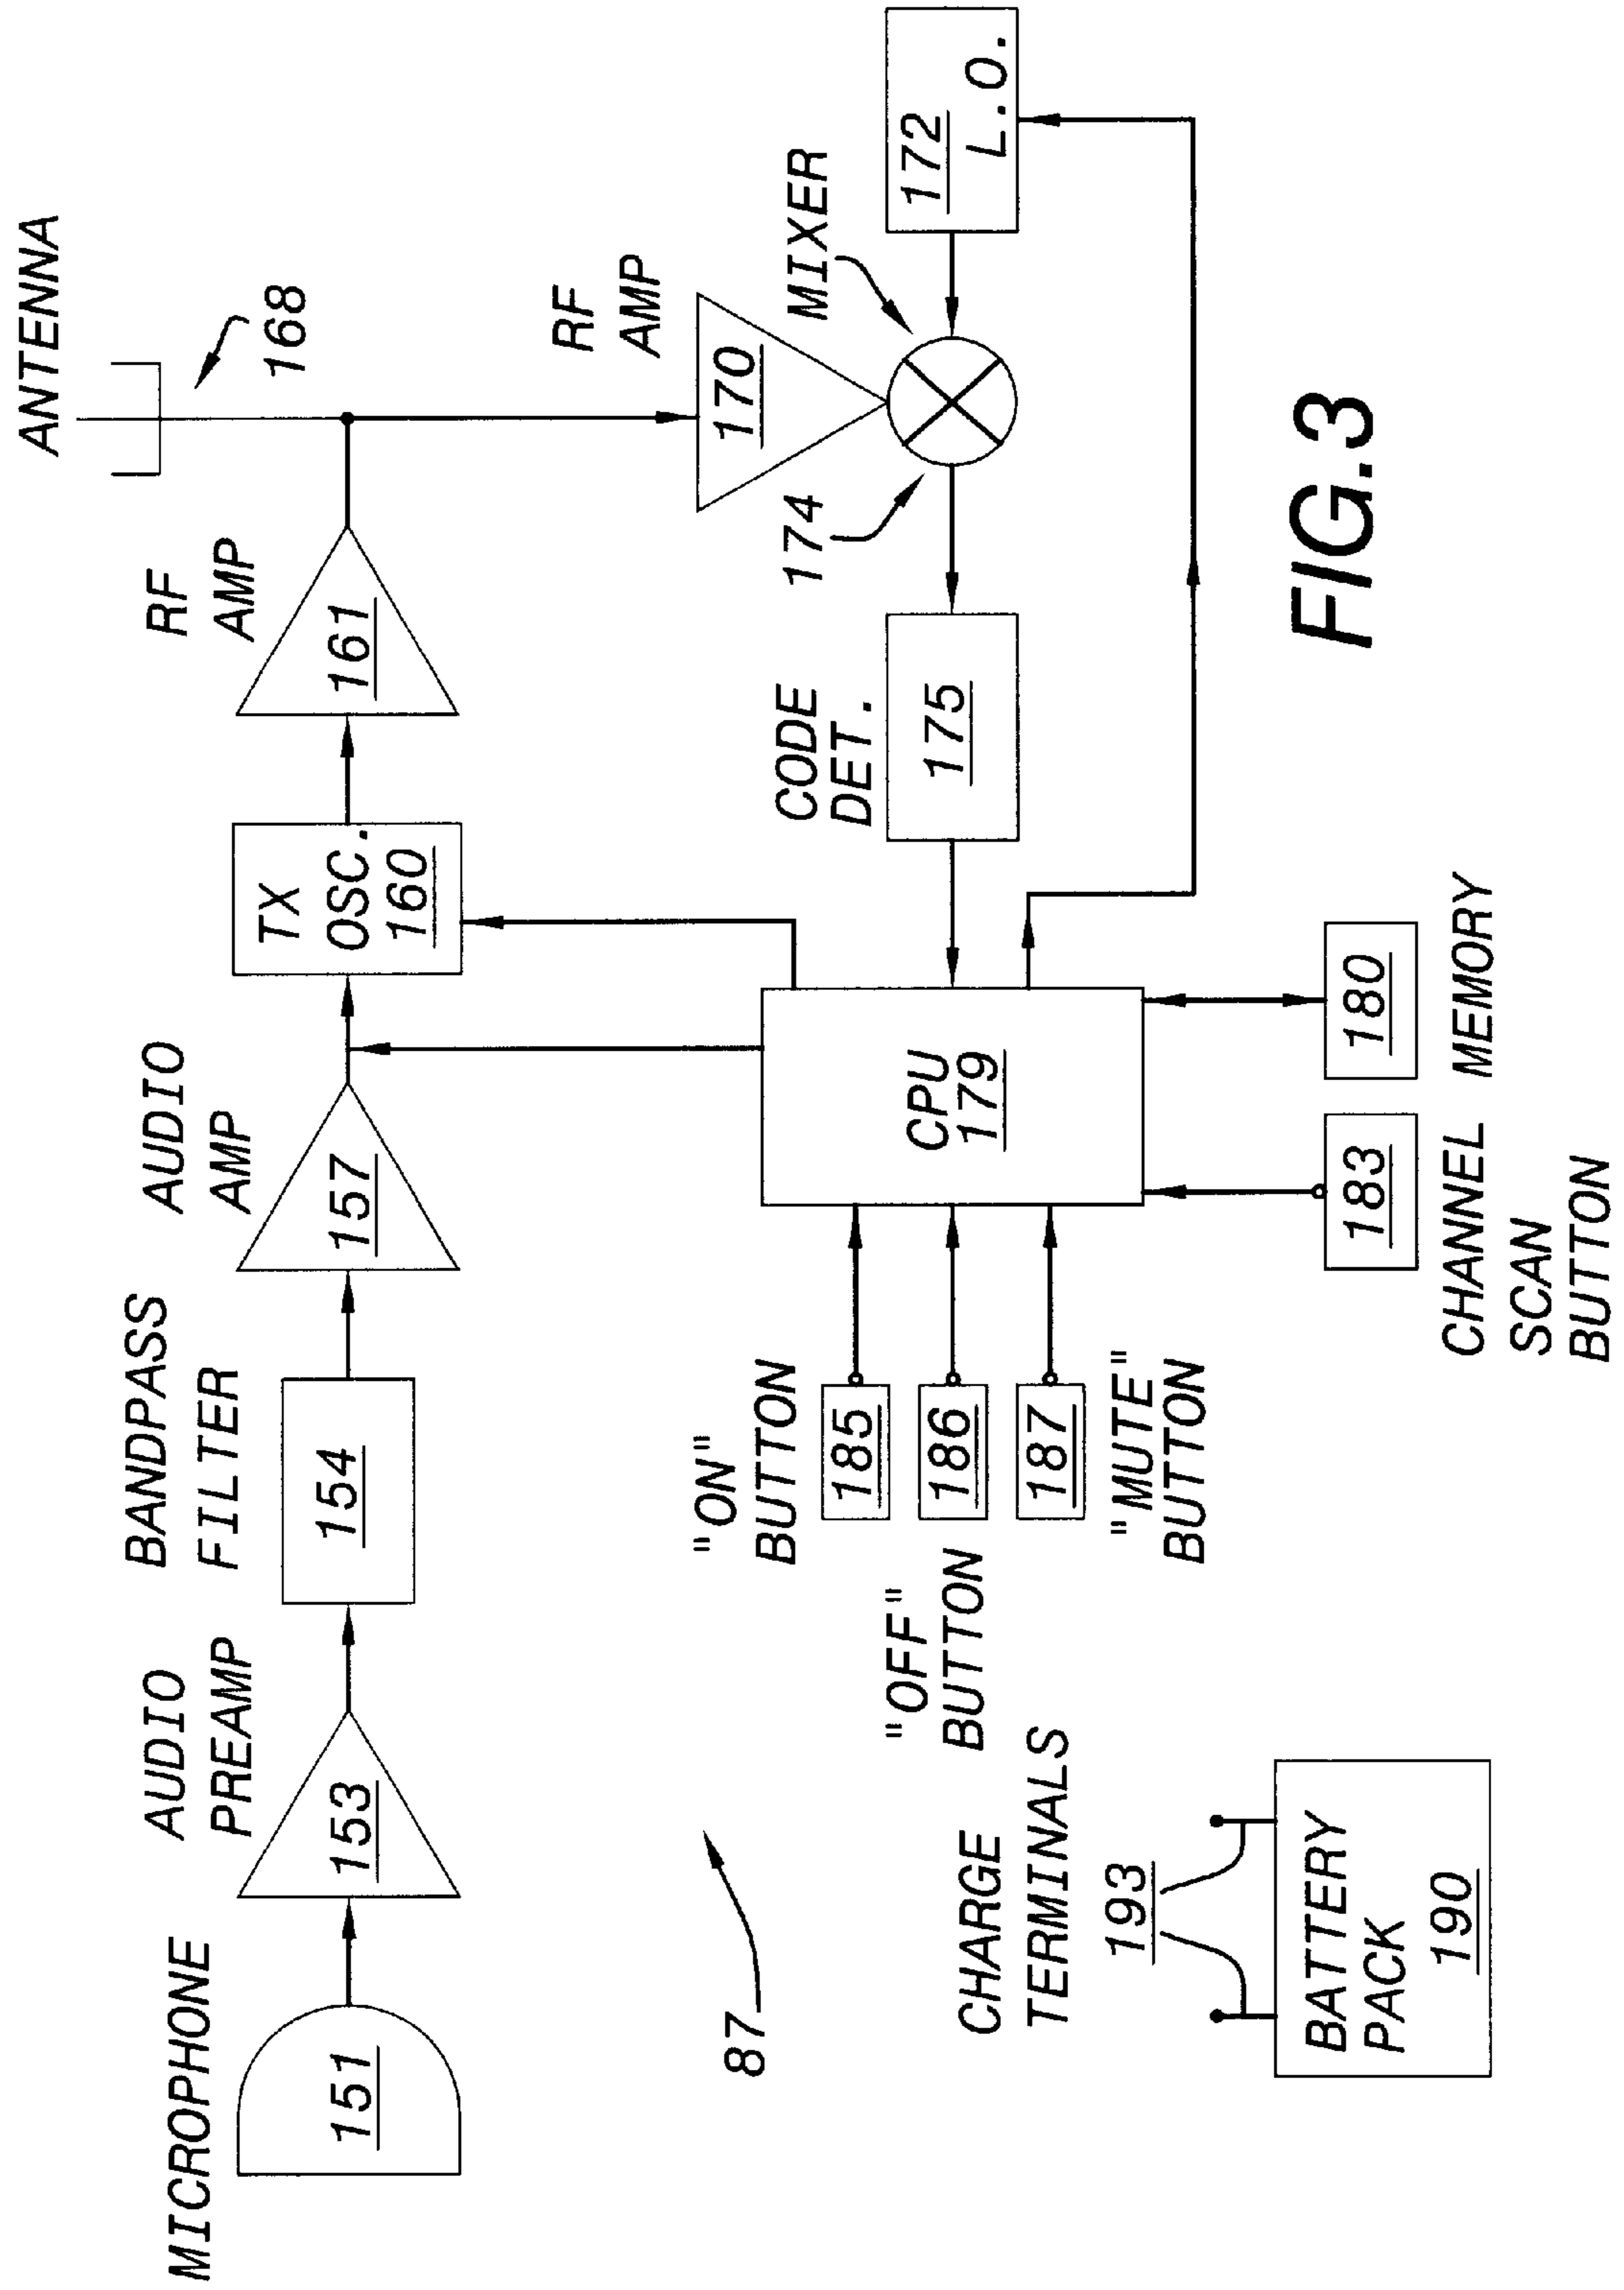 ANTENNA
168
MICROPHONE
151
AUDIO
PREAMP
153
BANDPASS
FILTER
154
AUDIO
AMP
157
TX
OSC.
160
RF
AMP
161
RF
AMP
170
MIXER
174
172
L.O.
CODE
DET.
175
CPU
179
"ON"
BUTTON
185
"OFF"
BUTTON
186
187
"MUTE"
BUTTON
183
CHANNEL
SCAN
BUTTON
180
MEMORY
87
CHARGE
TERMINALS
193
BATTERY
PACK
190
FIG.3